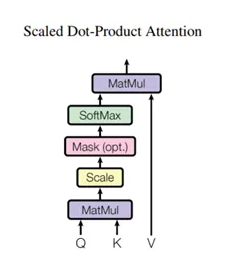 Scaled Dot-Product Attention
MatMul
SoftMax
Mask (opt.)
Scale
MatMul
Q K V